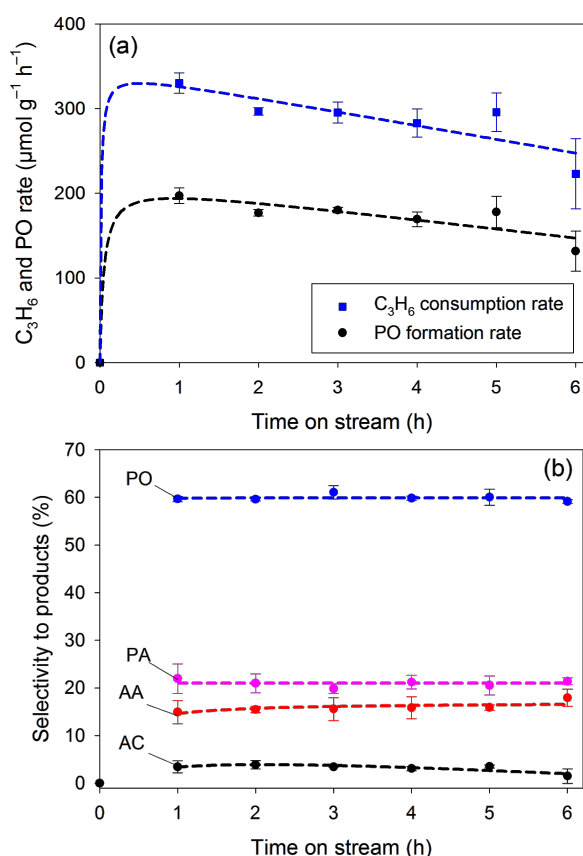 (a)
C₃H₆ and PO rate (μmol g⁻¹ h⁻¹)
400
300
200
100
0
C₃H₆ consumption rate
PO formation rate
0 1 2 3 4 5 6
Time on stream (h)
(b)
Selectivity to products (%)
70
60
50
40
30
20
10
0
PO
PA
AA
AC
0 1 2 3 4 5 6
Time on stream (h)